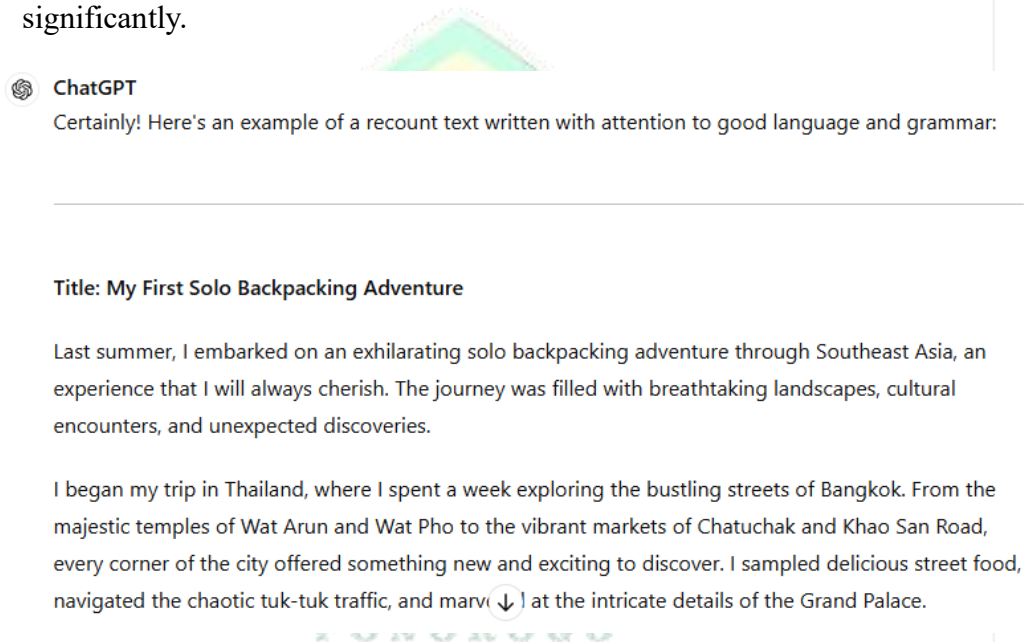 significantly.
ChatGPT
Certainly! Here's an example of a recount text written with attention to good language and grammar:
Title: My First Solo Backpacking Adventure
Last summer, I embarked on an exhilarating solo backpacking adventure through Southeast Asia, an
experience that I will always cherish. The journey was filled with breathtaking landscapes, cultural
encounters, and unexpected discoveries.
I began my trip in Thailand, where I spent a week exploring the bustling streets of Bangkok. From the
majestic temples of Wat Arun and Wat Pho to the vibrant markets of Chatuchak and Khao San Road,
every corner of the city offered something new and exciting to discover. I sampled delicious street food,
navigated the chaotic tuk-tuk traffic, and at the intricate details of the Grand Palace.